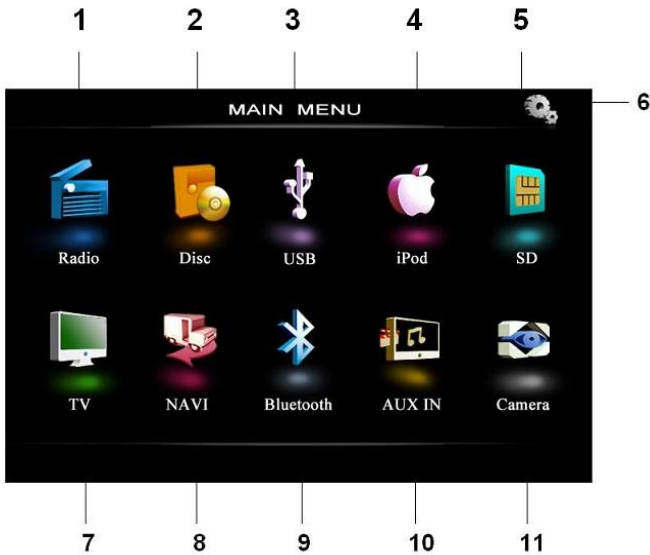 1 2 3 4 5
MAIN MENU
6
Radio Disc USB iPod SD
TV NAVI Bluetooth AUX IN Camera
7 8 9 10 11